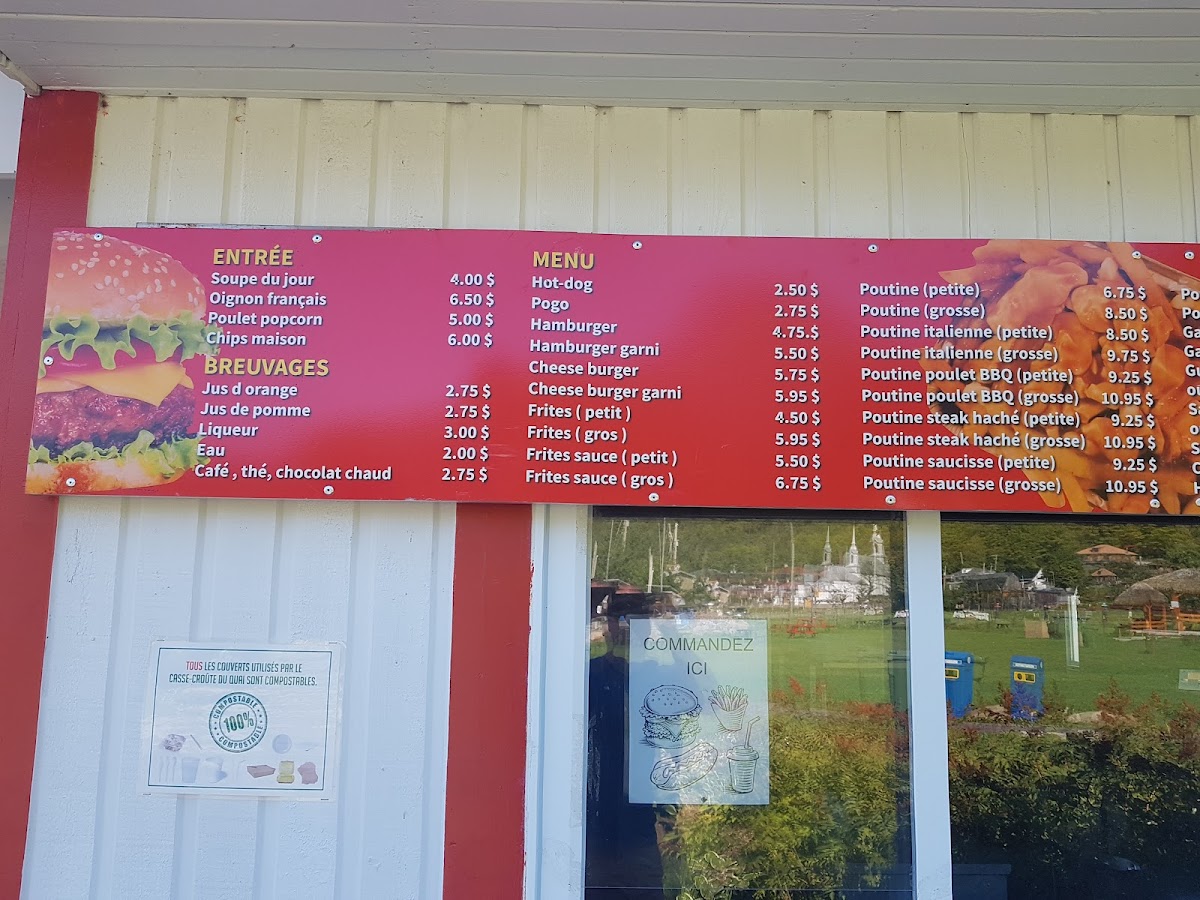 ENTRÉE
Soupe du jour 4.00 $
Oignon français 6.50 $
Poulet popcorn 5.00 $
Chips maison 6.00 $
BREUVAGES
Jus d orange 2.75 $
Jus de pomme 2.75 $
Liqueur 3.00 $
Eau 2.00 $
Café , thé, chocolat chaud 2.75 $
MENU
Hot-dog 2.50 $
Pogo 2.75 $
Hamburger 4.75.$
Hamburger garni 5.50 $
Cheese burger 5.75 $
Cheese burger garni 5.95 $
Frites ( petit ) 4.50 $
Frites ( gros ) 5.95 $
Frites sauce ( petit ) 5.50 $
Frites sauce ( gros ) 6.75 $
Poutine (petite) 6.75 $
Poutine (grosse) 8.50 $
Poutine italienne (petite) 8.50 $
Poutine italienne (grosse) 9.75 $
Poutine poulet BBQ (petite) 9.25 $
Poutine poulet BBQ (grosse) 10.95 $
Poutine steak haché (petite) 9.25 $
Poutine steak haché (grosse) 10.95 $
Poutine saucisse (petite) 9.25 $
Poutine saucisse (grosse) 10.95 $
TOUS LES COUVERTS UTILISÉS PAR LE
CASSE-CROÛTE DU QUAI SONT COMPOSTABLES.
COMPOSTABLE
100%
COMPOSTABLE
COMMANDEZ
ICI